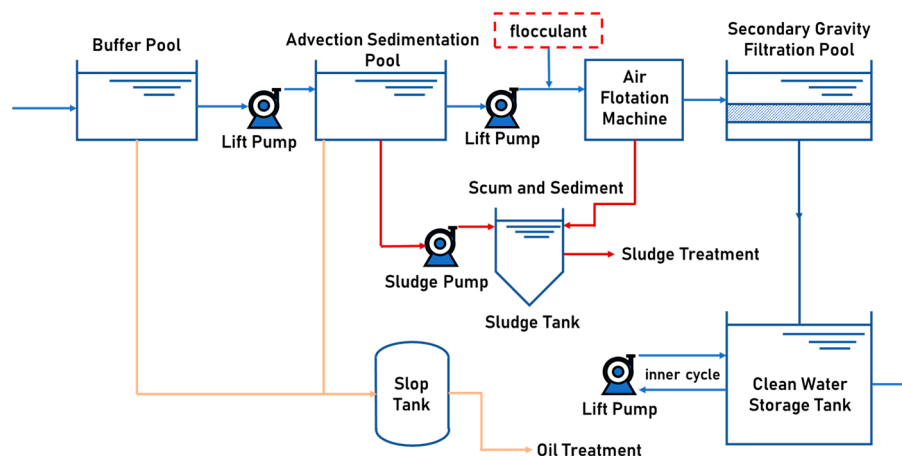 Buffer Pool
Advection Sedimentation
Pool
flocculant
Secondary Gravity
Filtration Pool
Air
Flotation
Machine
Lift Pump
Lift Pump
Scum and Sediment
Sludge Pump
Sludge Treatment
Sludge Tank
Slop
Tank
inner cycle
Lift Pump
Clean Water
Storage Tank
Oil Treatment